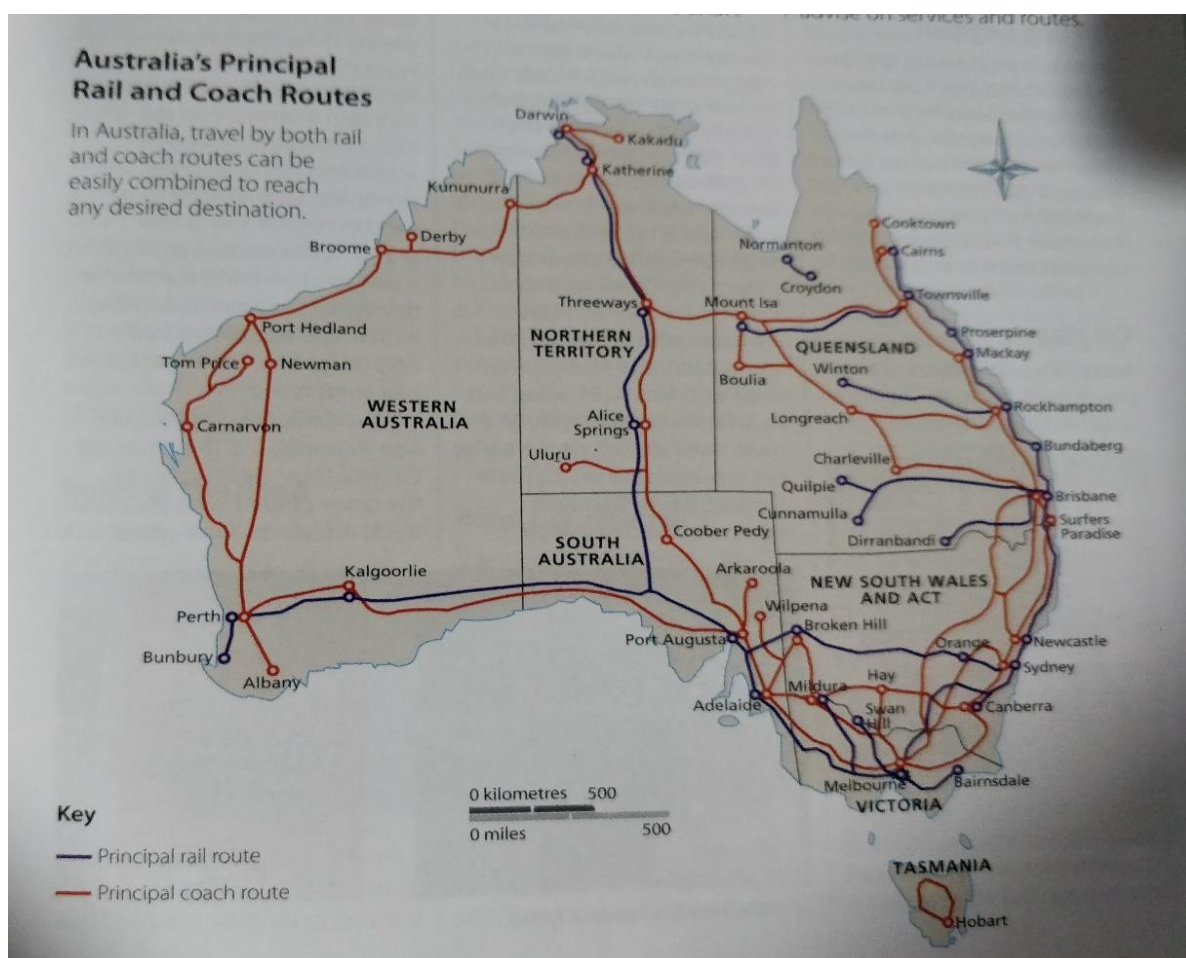 advise on services and routes.
Australia's Principal
Rail and Coach Routes
In Australia, travel by both rail
and coach routes can be
easily combined to reach
any desired destination.
Darwin
Kakadu
Katherine
Kununurra
Derby
Broome
Cooktown
Cairns
Normanton
Croydon
Townsville
Threeways
Mount Isa
Port Hedland
Proserpine
NORTHERN
TERRITORY
QUEENSLAND
Mackay
Tom Price
Newman
Boulia
Winton
WESTERN
AUSTRALIA
Rockhampton
Longreach
Alice
Springs
Carnarvon
Bundaberg
Uluru
Charleville
Quilpie
Brisbane
Cunnamulla
Surfers
Paradise
Coober Pedy
Dirranbandi
SOUTH
AUSTRALIA
Arkaroola
Kalgoorlie
NEW SOUTH WALES
AND ACT
Wilpena
Perth
Broken Hill
Port Augusta
Orange
Newcastle
Bunbury
Sydney
Albany
Mildura
Hay
Adelaide
Swan
Hill
Canberra
Melbourne
Bairnsdale
VICTORIA
0 kilometres 500
0 miles 500
Key
Principal rail route
Principal coach route
TASMANIA
Hobart